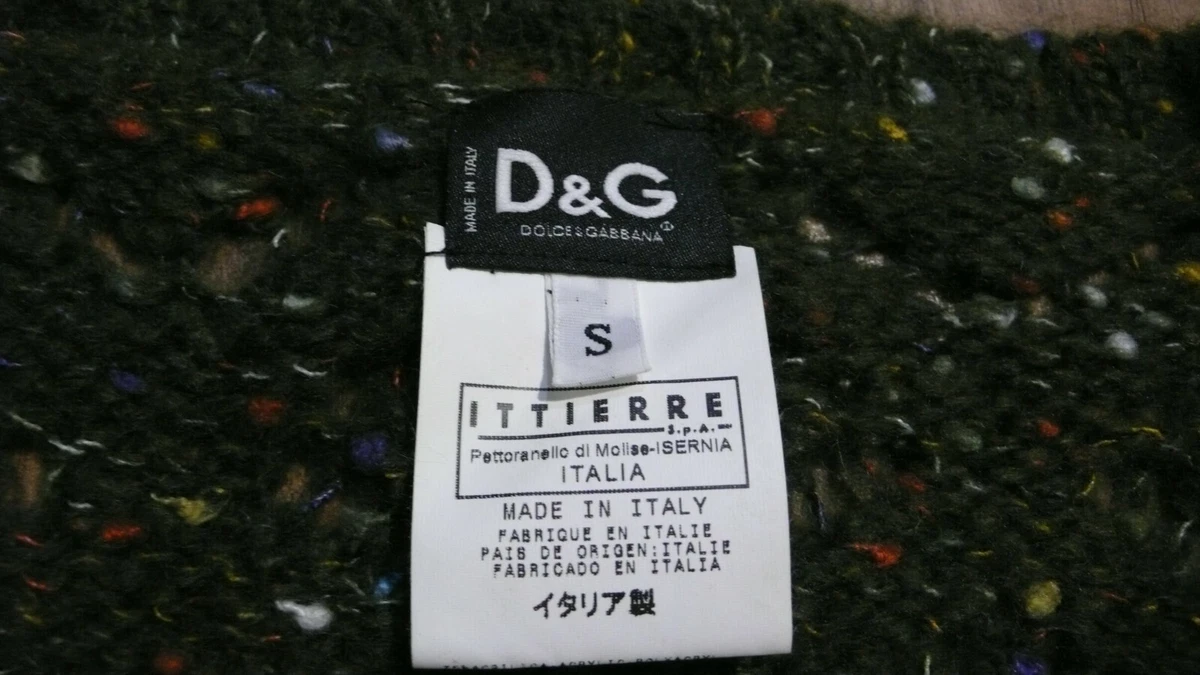 MADE IN ITALY
D&G
DOLCE&GABBANA
S
ITTIERRE
S.p.A.
Pettoranello di Molise-ISERNIA
ITALIA
MADE IN ITALY
FABRIQUE EN ITALIE
PAIS DE ORIGEN:ITALIE
FABRICADO EN ITALIA
イタリア製